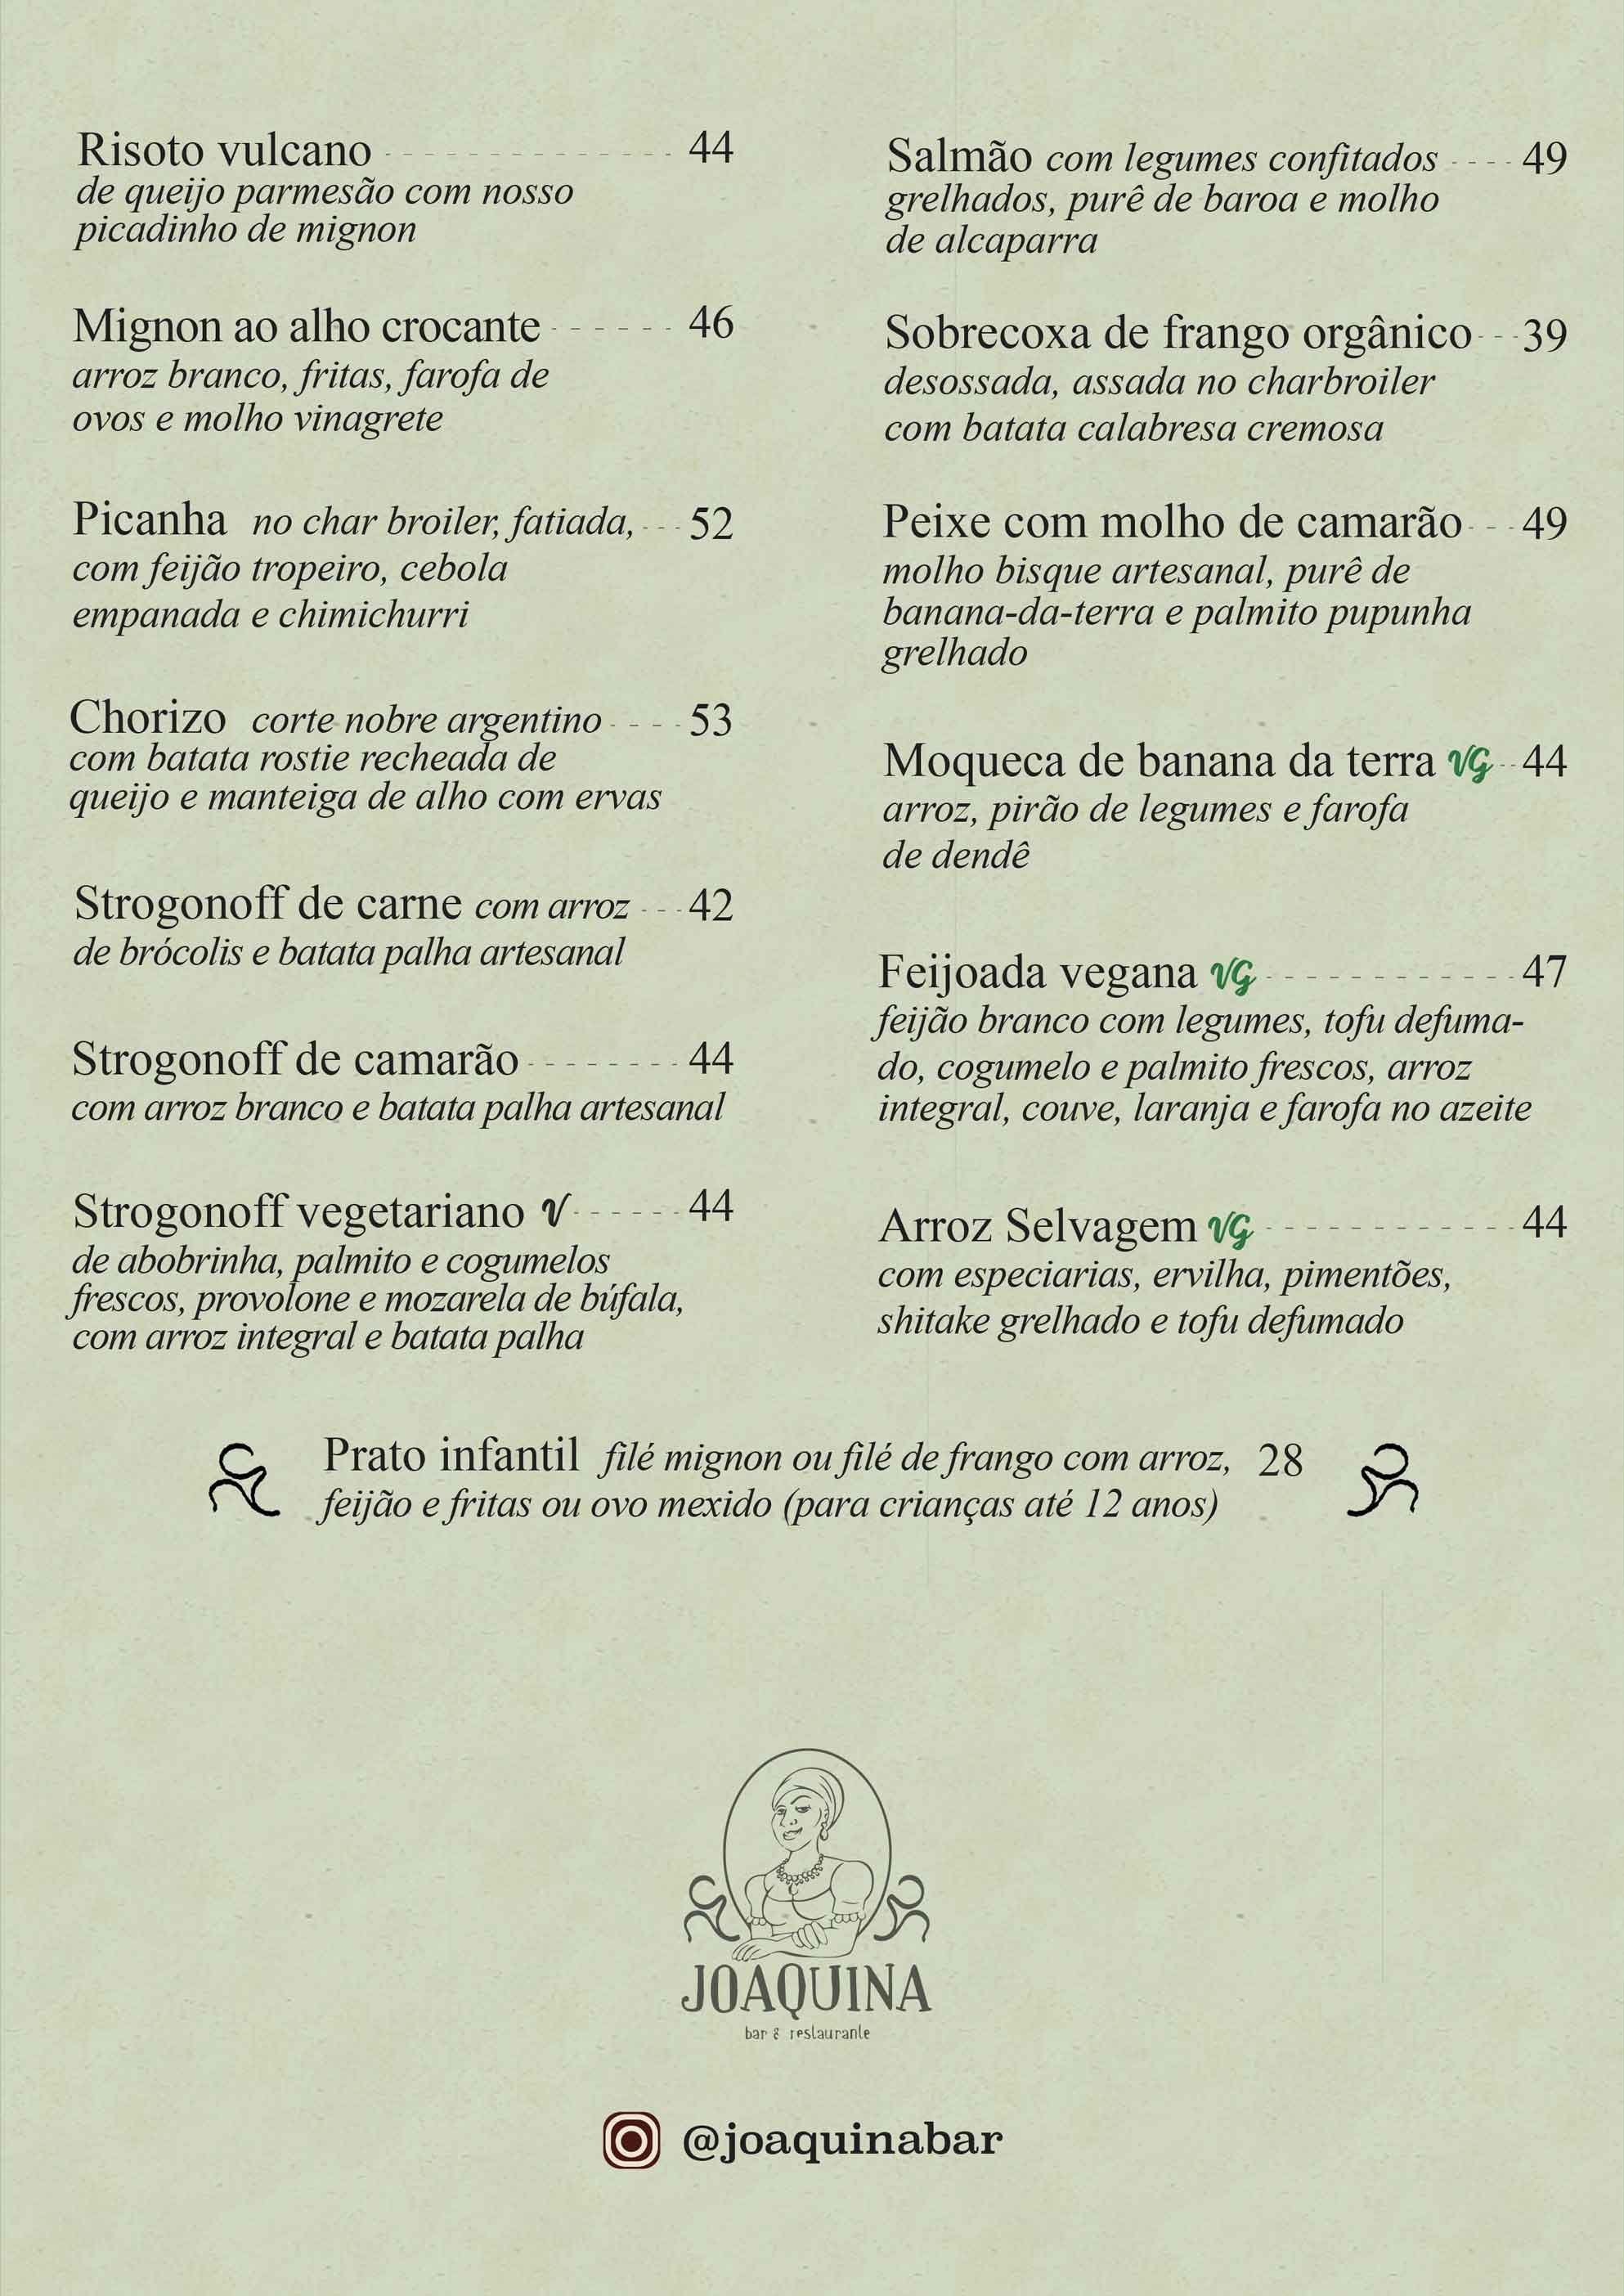 Risoto vulcano 44
de queijo parmesão com nosso
picadinho de mignon
Mignon ao alho crocante 46
arroz branco, fritas, farofa de
ovos e molho vinagrete
Picanha no char broiler, fatiada, 52
com feijão tropeiro, cebola
empanada e chimichurri
Chorizo corte nobre argentino 53
com batata rostie recheada de
queijo e manteiga de alho com ervas
Strogonoff de carne com arroz 42
de brócolis e batata palha artesanal
Strogonoff de camarão 44
com arroz branco e batata palha artesanal
Strogonoff vegetariano V 44
de abobrinha, palmito e cogumelos
frescos, provolone e mozarela de búfala,
com arroz integral e batata palha
Salmão com legumes confitados 49
grelhados, purê de baroa e molho
de alcaparra
Sobrecoxa de frango orgânico 39
desossada, assada no charbroiler
com batata calabresa cremosa
Peixe com molho de camarão 49
molho bisque artesanal, purê de
banana-da-terra e palmito pupunha
grelhado
Moqueca de banana da terra VG 44
arroz, pirão de legumes e farofa
de dendê
Feijoada vegana VG 47
feijão branco com legumes, tofu defuma-
do, cogumelo e palmito frescos, arroz
integral, couve, laranja e farofa no azeite
Arroz Selvagem VG 44
com especiarias, ervilha, pimentões,
shitake grelhado e tofu defumado
Prato infantil filé mignon ou filé de frango com arroz, 28
feijão e fritas ou ovo mexido (para crianças até 12 anos)
JOAQUINA
bar & restaurante
@joaquinabar